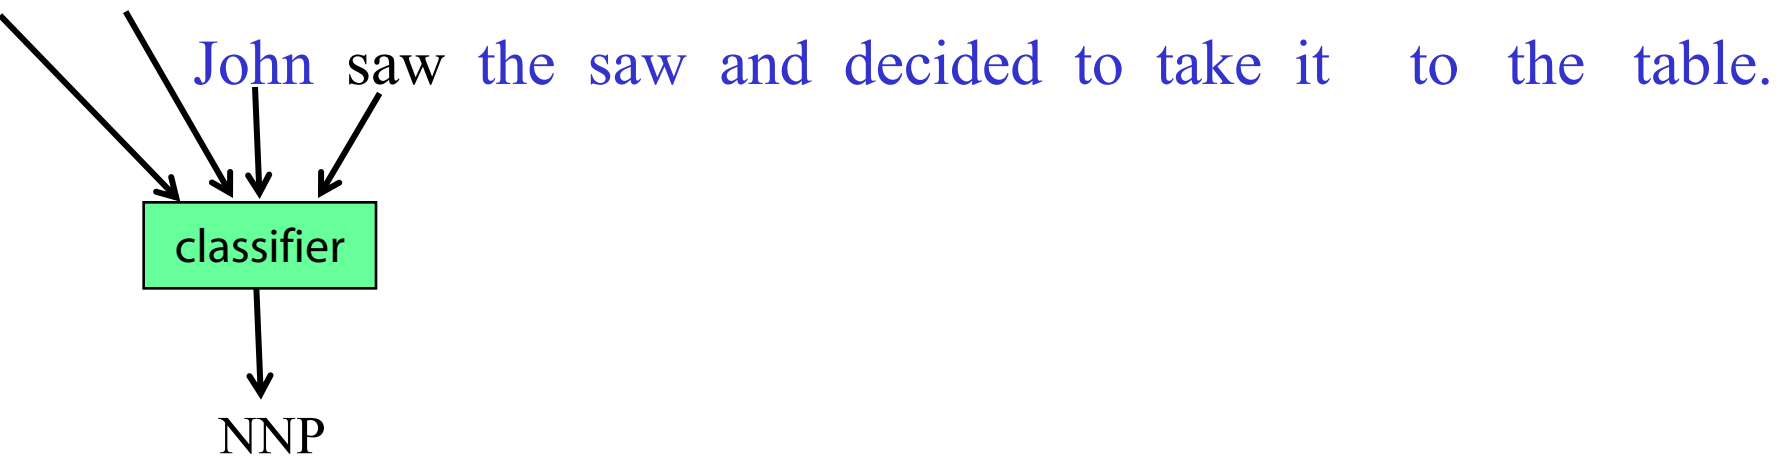 John saw the saw and decided to take it to the table.
classifier
NNP